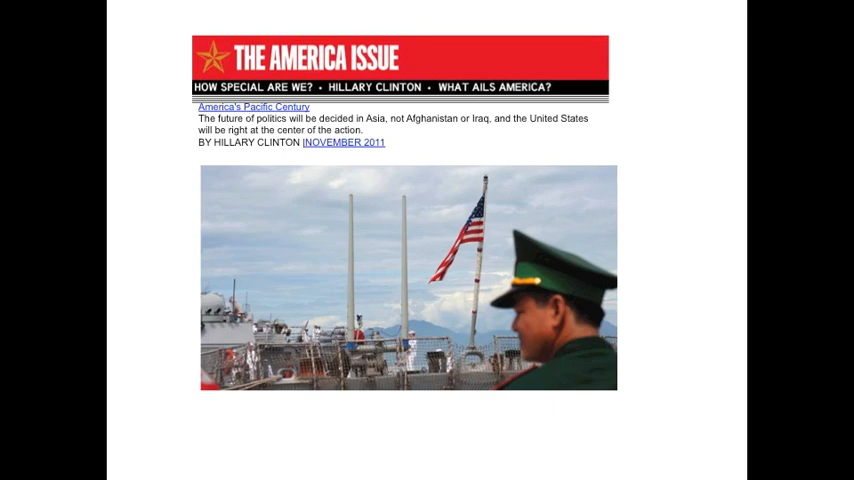 THE AMERICA ISSUE
HOW SPECIAL ARE WE? • HILLARY CLINTON • WHAT AILS AMERICA?
America's Pacific Century
The future of politics will be decided in Asia, not Afghanistan or Iraq, and the United States
will be right at the center of the action.
BY HILLARY CLINTON |NOVEMBER 2011